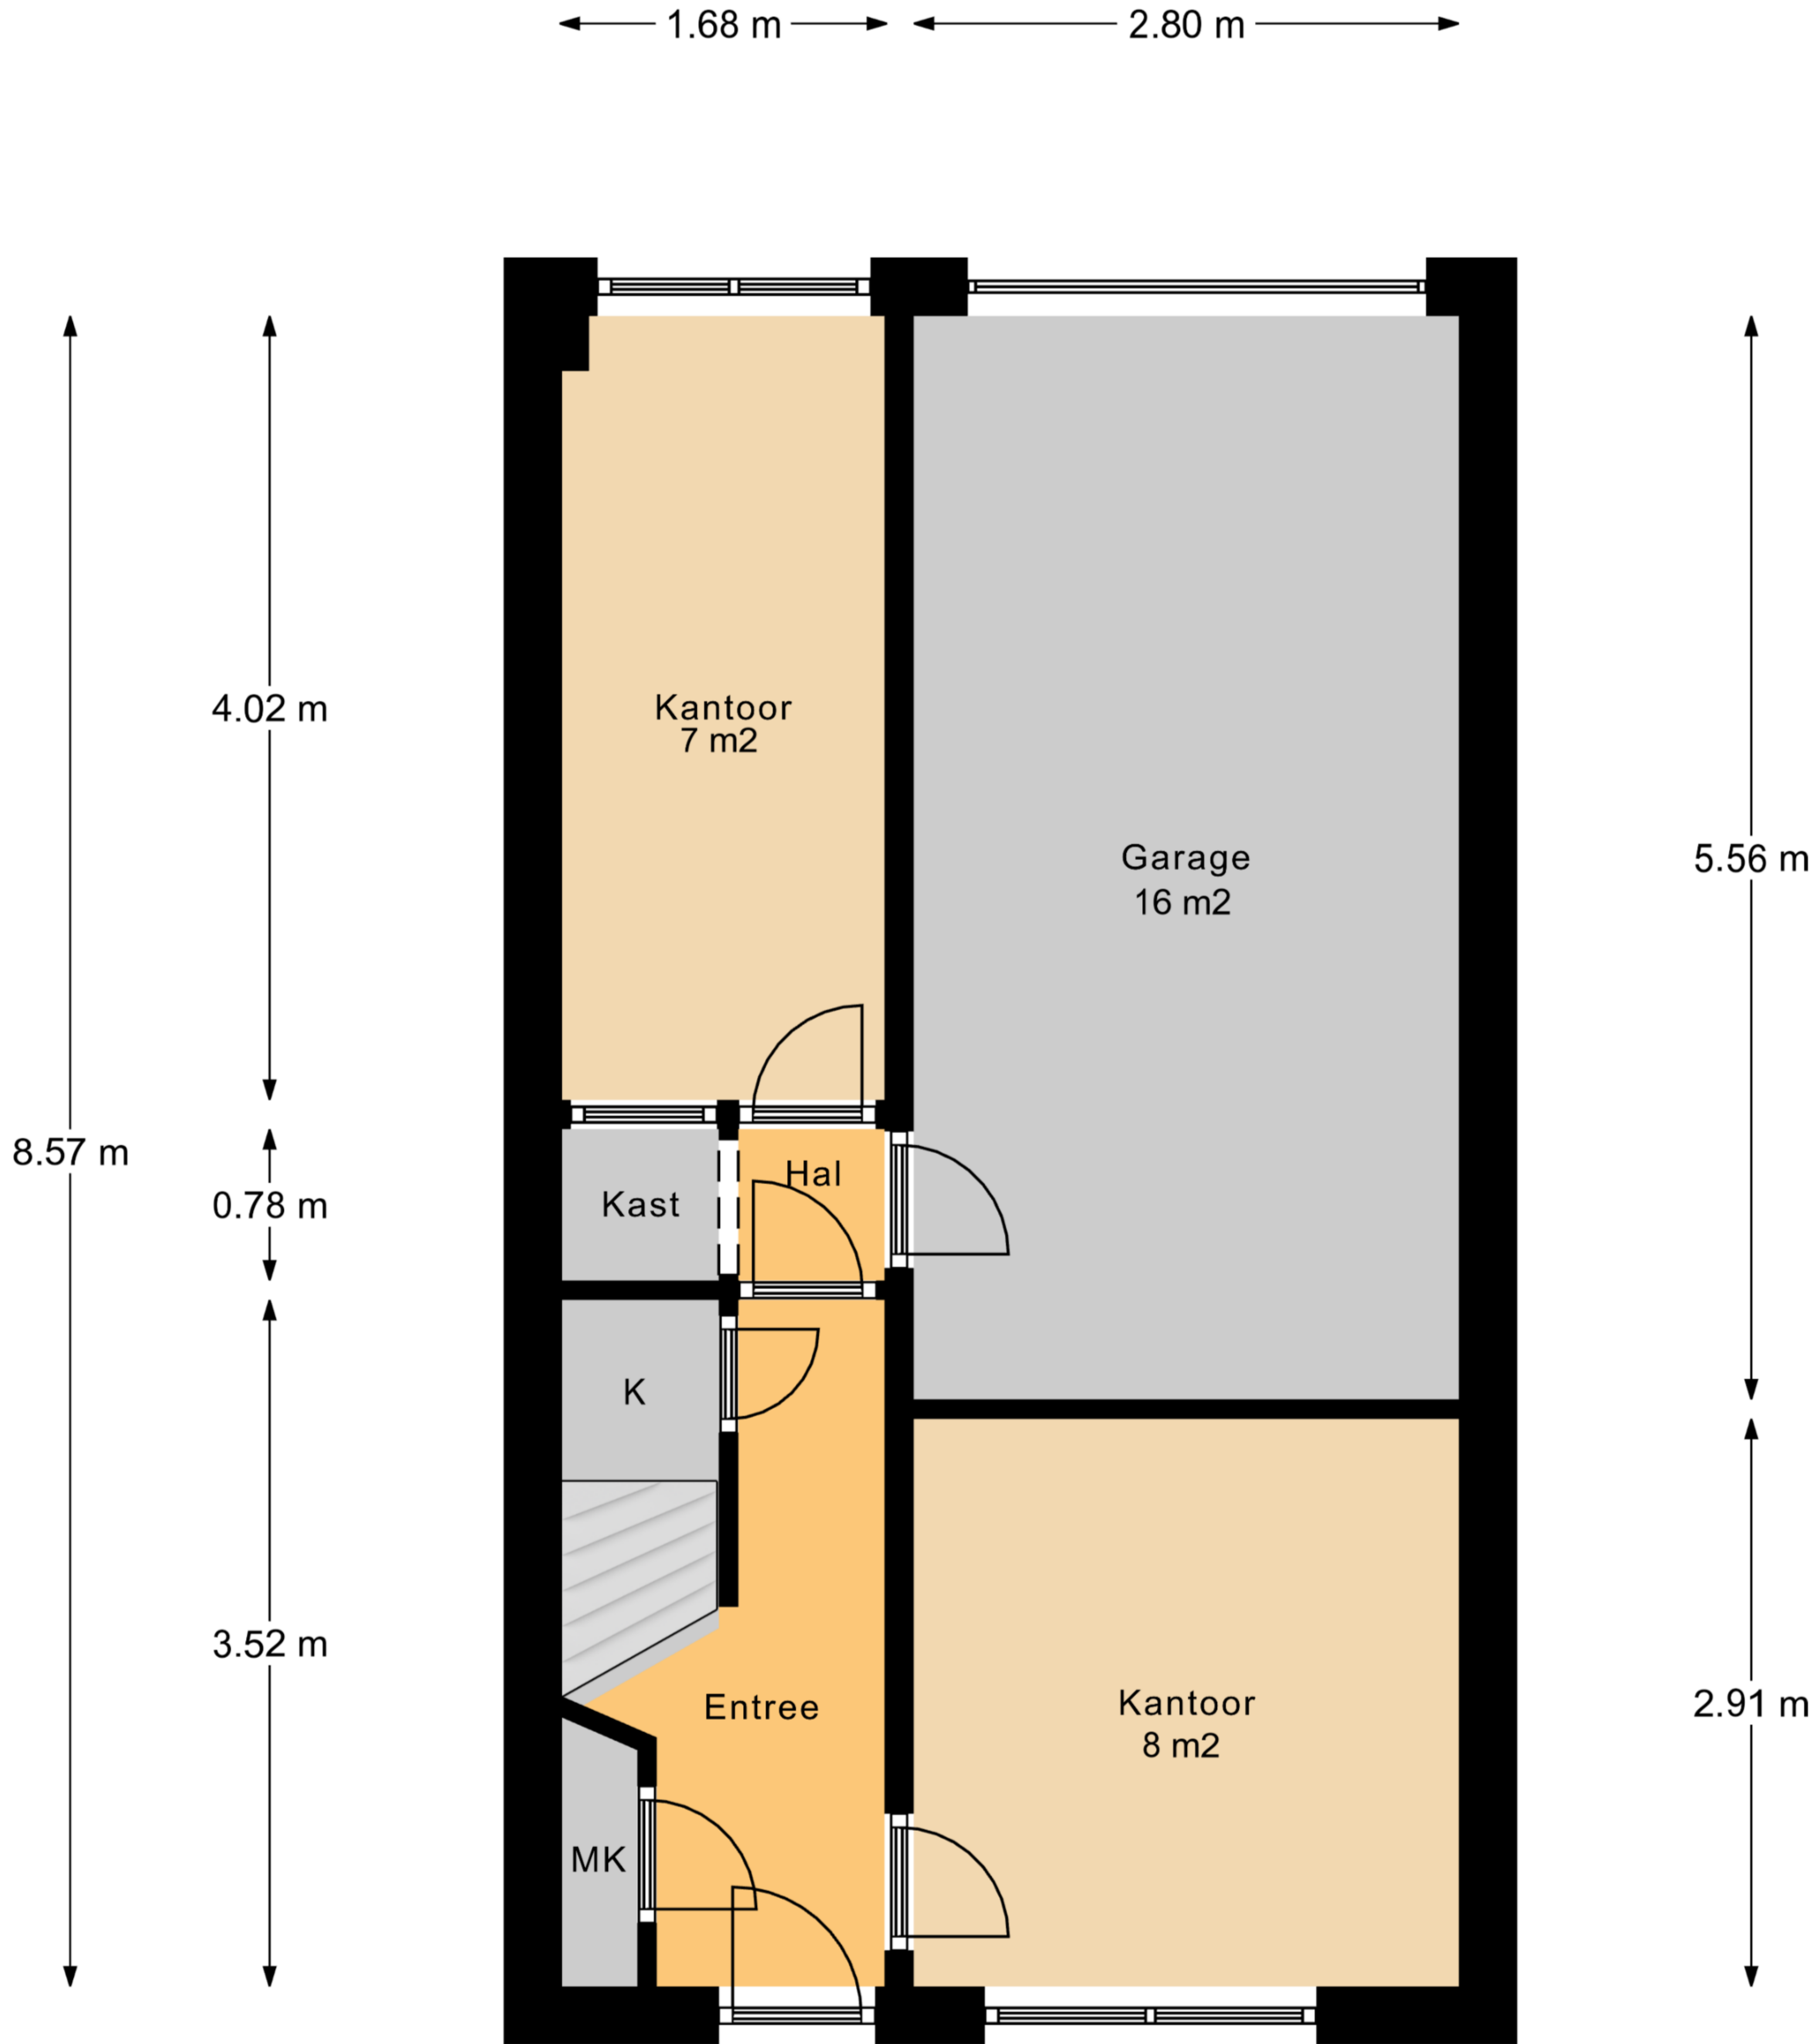 1.68 m
2.80 m
4.02 m
Kantoor
7 m2
Garage
16 m2
5.56 m
8.57 m
0.78 m
Kast
Hal
K
3.52 m
Entree
Kantoor
8 m2
2.91 m
MK